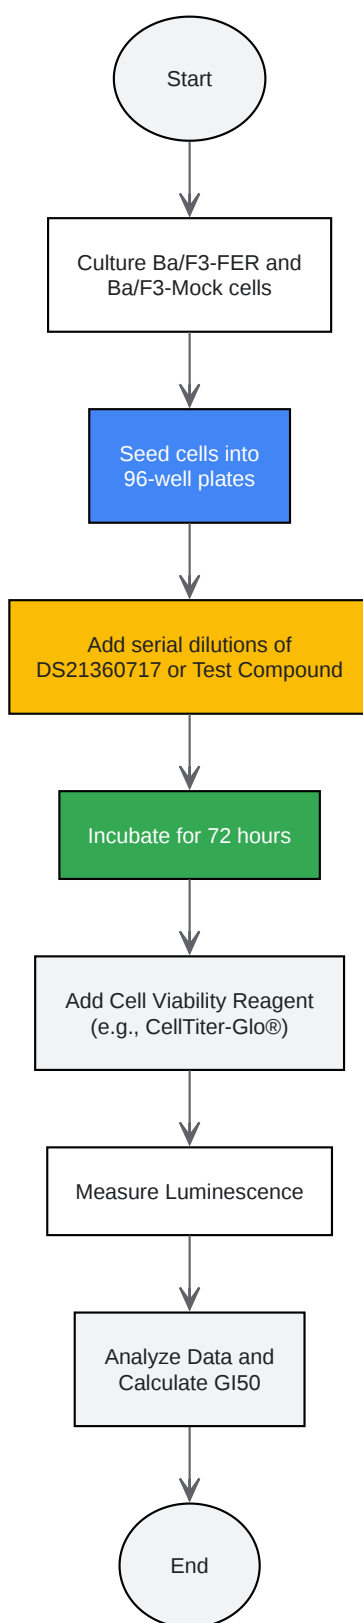 Start
Culture Ba/F3-FER and
Ba/F3-Mock cells
Seed cells into
96-well plates
Add serial dilutions of
DS21360717 or Test Compound
Incubate for 72 hours
Add Cell Viability Reagent
(e.g., CellTiter-Glo®)
Measure Luminescence
Analyze Data and
Calculate GI50
End